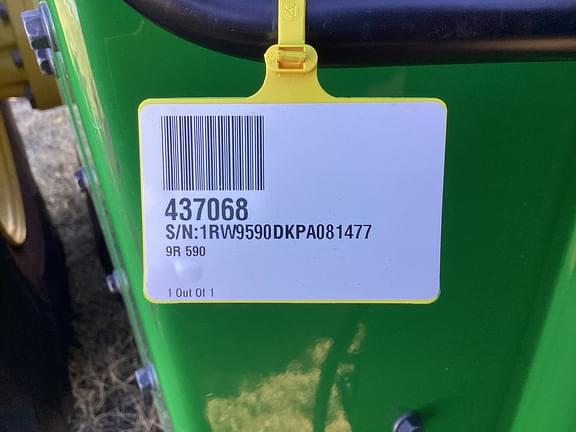 437068
S/N:1RW9590DKPA081477
9R 590
1 Out Of 1